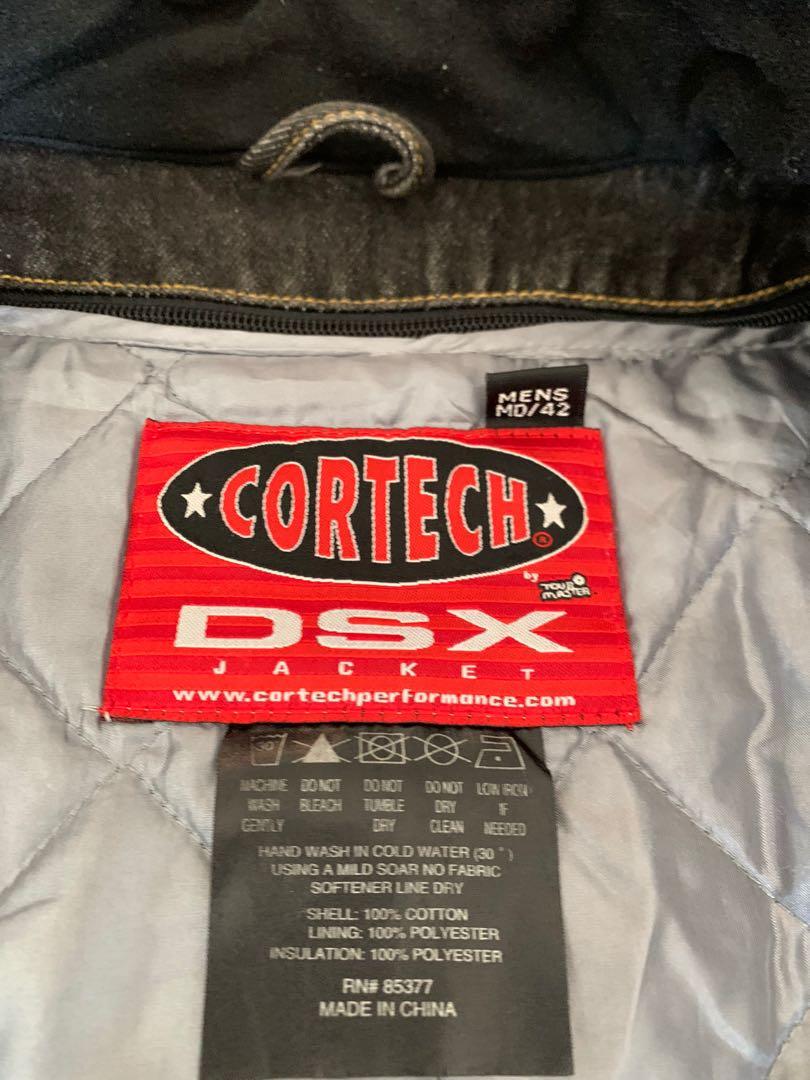 MENS
MD/42
CORTECH®
by TOUR MASTER
DSX
JACKET
www.cortechperformance.com
30
MACHINE WASH GENTLY
DO NOT BLEACH
DO NOT TUMBLE DRY
DO NOT DRY CLEAN
LOW IRON IF NEEDED
HAND WASH IN COLD WATER (30°)
USING A MILD SOAR NO FABRIC
SOFTENER LINE DRY
SHELL: 100% COTTON
LINING: 100% POLYESTER
INSULATION: 100% POLYESTER
RN# 85377
MADE IN CHINA